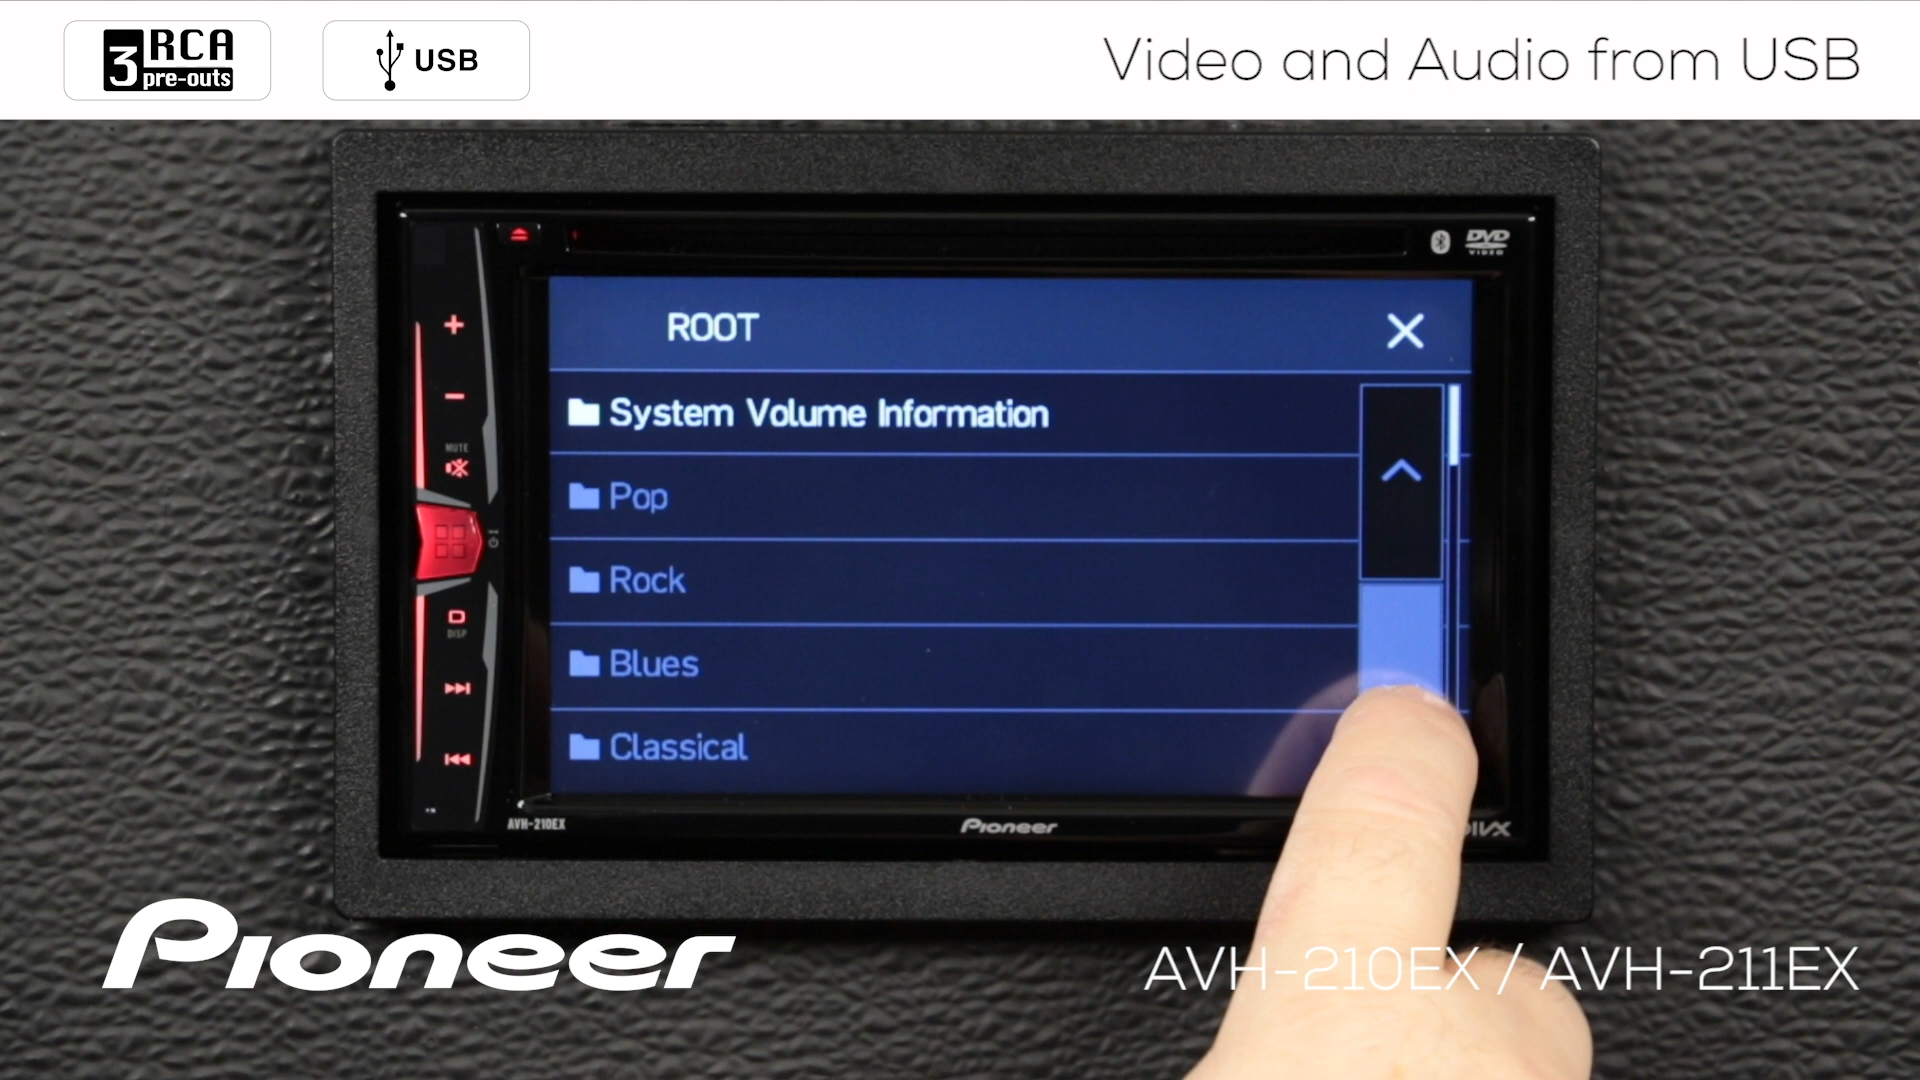 3 RCA
pre-outs
USB
Video and Audio from USB
DVD
VIDEO
ROOT
System Volume Information
MUTE
Pop
Rock
Blues
DISP
Classical
AVH-210EX
Pioneer
Pioneer
AVH-210EX / AVH-211EX